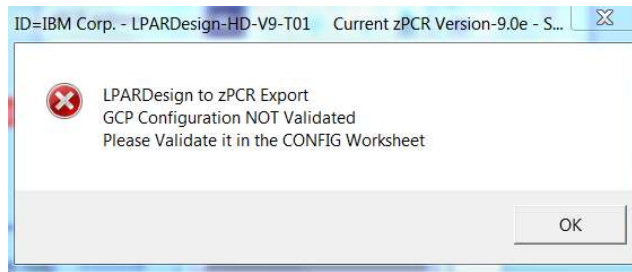 ID=IBM Corp. - LPARDesign-HD-V9-T01    Current zPCR Version-9.0e - S...
LPARDesign to zPCR Export
GCP Configuration NOT Validated
Please Validate it in the CONFIG Worksheet
OK